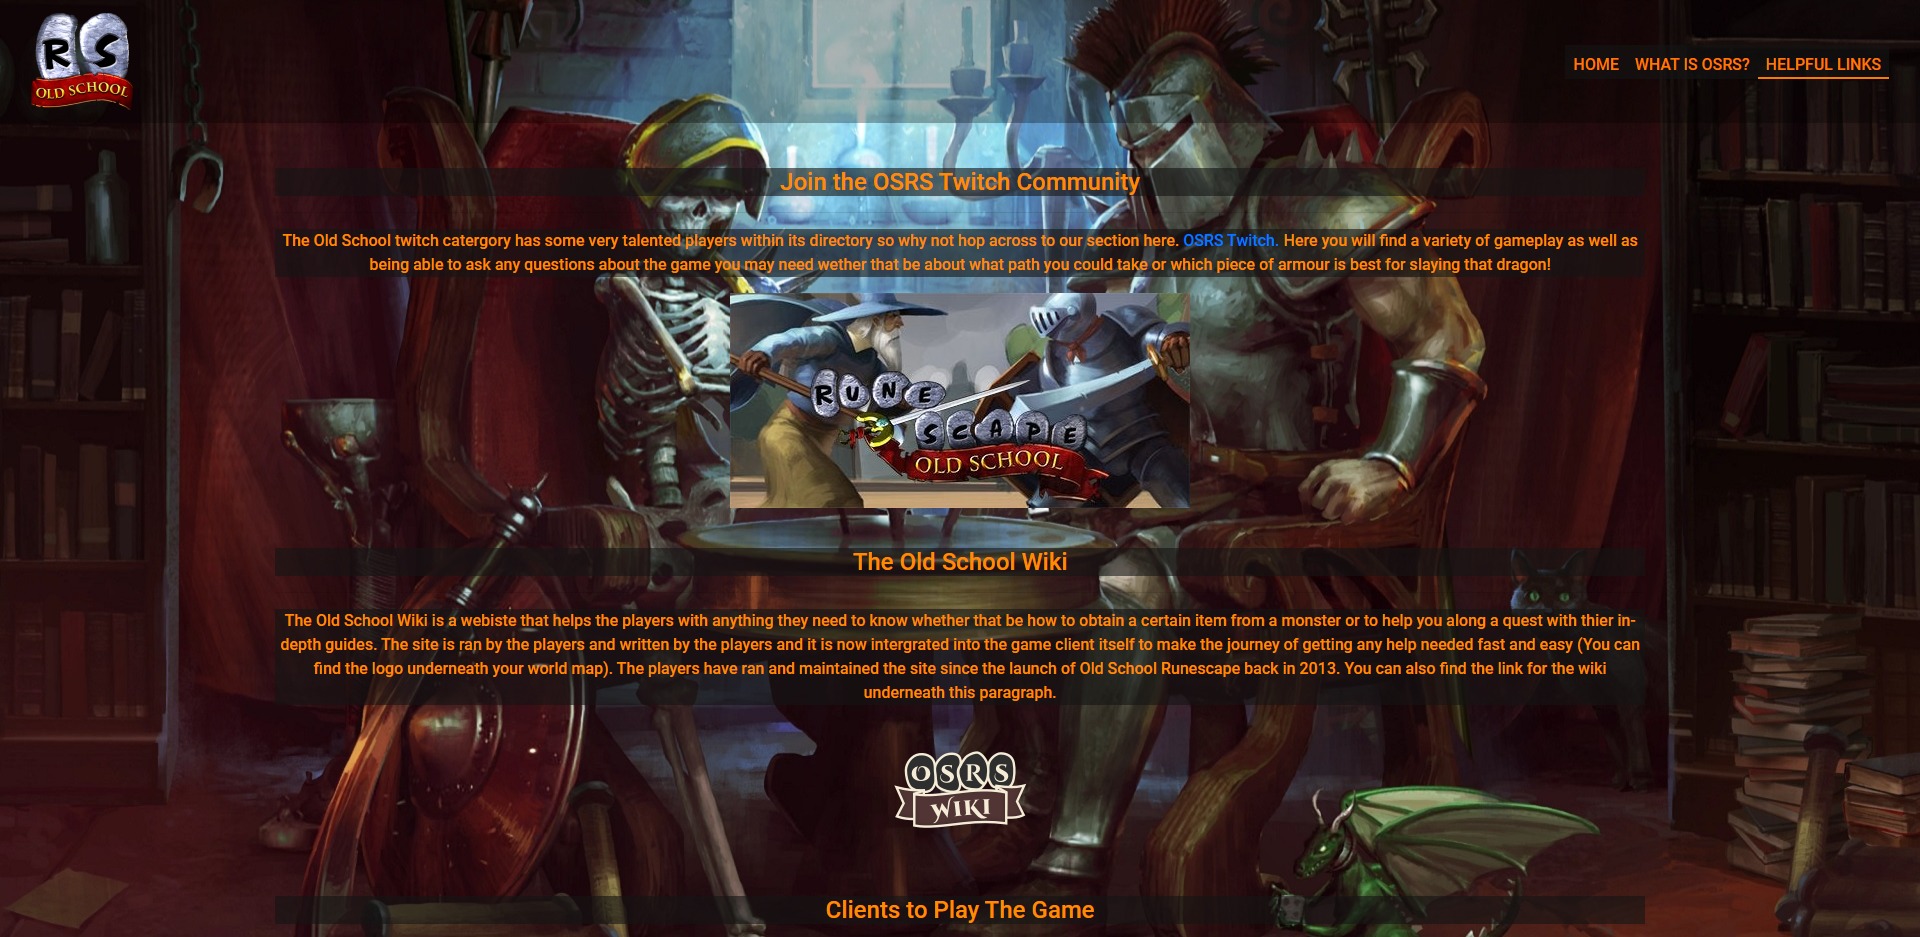 RS
OLD SCHOOL
HOME WHAT IS OSRS? HELPFUL LINKS
Join the OSRS Twitch Community
The Old School twitch catergory has some very talented players within its directory so why not hop across to our section here. OSRS Twitch. Here you will find a variety of gameplay as well as
being able to ask any questions about the game you may need wether that be about what path you could take or which piece of armour is best for slaying that dragon!
RUNE
SCAPE
OLD SCHOOL
The Old School Wiki
The Old School Wiki is a webiste that helps the players with anything they need to know whether that be how to obtain a certain item from a monster or to help you along a quest with thier in-
depth guides. The site is ran by the players and written by the players and it is now intergrated into the game client itself to make the journey of getting any help needed fast and easy (You can
find the logo underneath your world map). The players have ran and maintained the site since the launch of Old School Runescape back in 2013. You can also find the link for the wiki
underneath this paragraph.
OSRS
WIKI
Clients to Play The Game